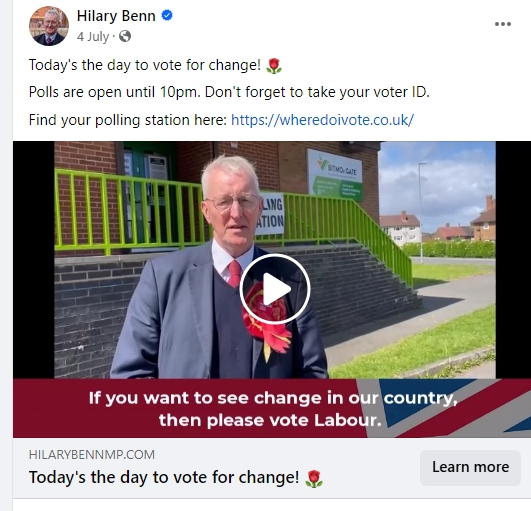 Hilary Benn
4 July
Today's the day to vote for change!
Polls are open until 10pm. Don't forget to take your voter ID.
Find your polling station here: https://wheredoivote.co.uk/
LING
ATION
If you want to see change in our country,
then please vote Labour.
HILARYBENNMP.COM
Today's the day to vote for change!
Learn more